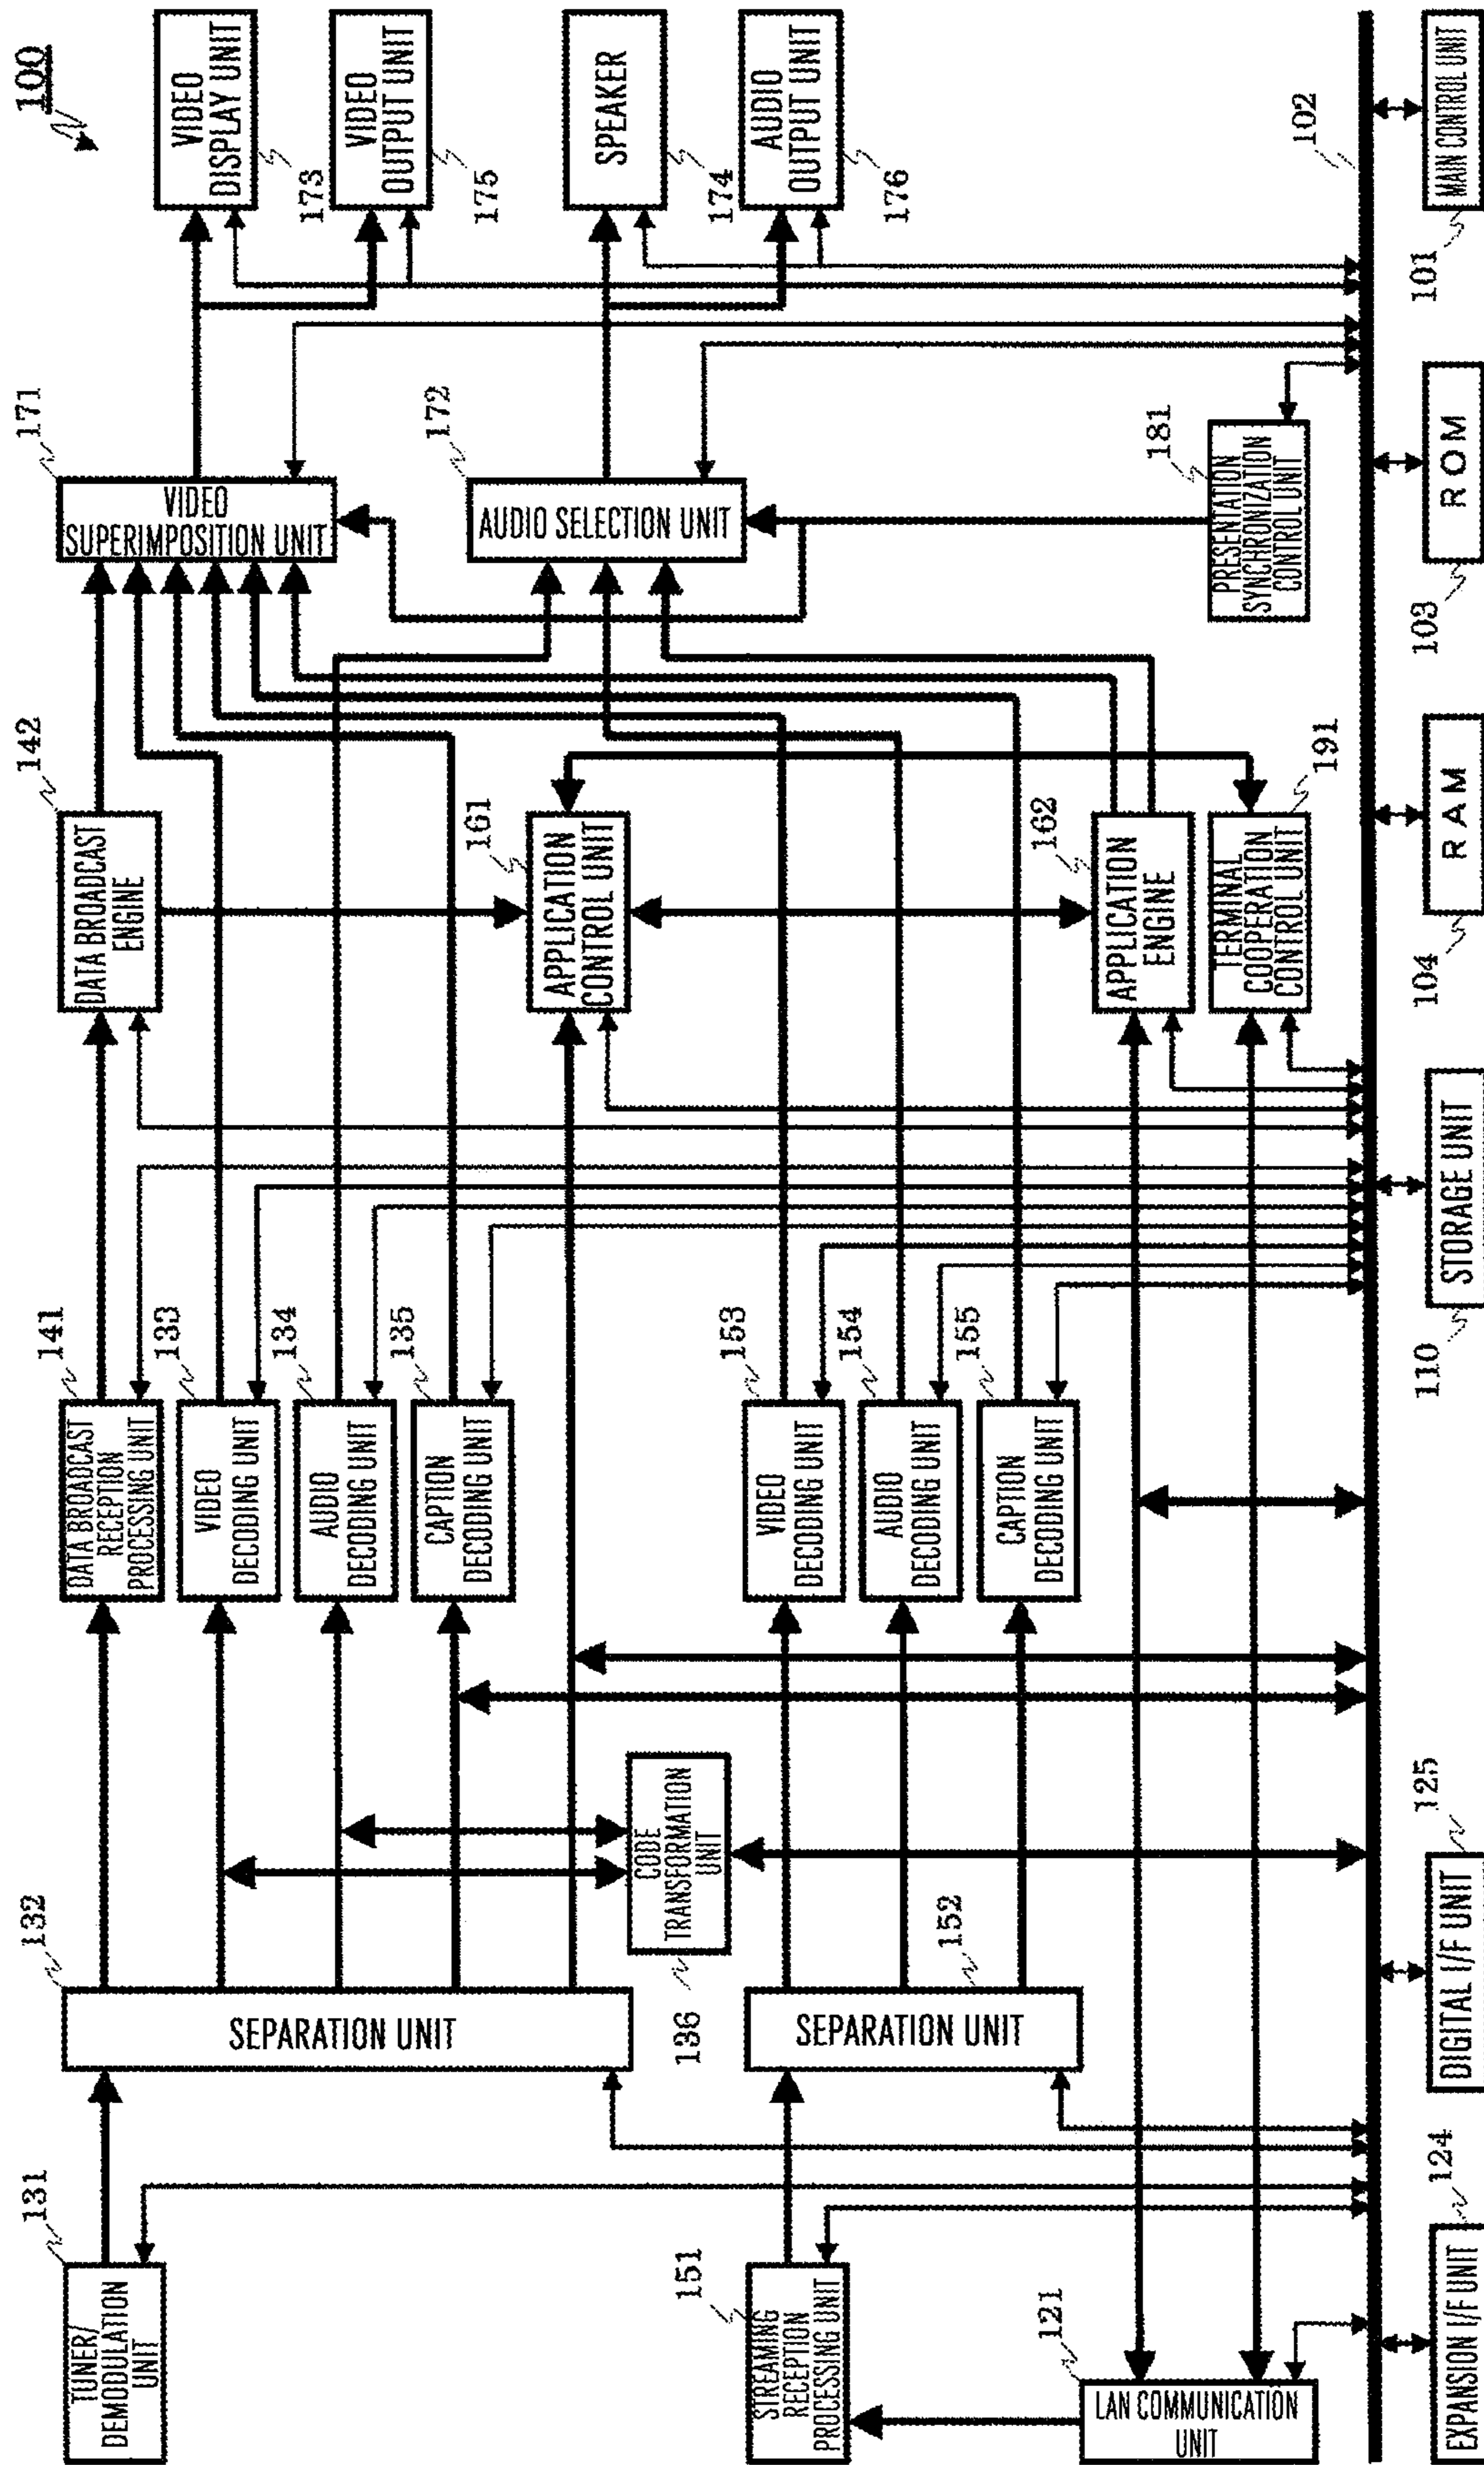 100
131
TUNER/
DEMODULATION
UNIT
132
SEPARATION UNIT
141
DATA BROADCAST
RECEPTION
PROCESSING UNIT
133
VIDEO
DECODING UNIT
134
AUDIO
DECODING UNIT
135
CAPTION
DECODING UNIT
142
DATA BROADCAST
ENGINE
171
VIDEO
SUPERIMPOSITION UNIT
VIDEO
DISPLAY UNIT
173
VIDEO
OUTPUT UNIT
175
161
APPLICATION
CONTROL UNIT
172
AUDIO SELECTION UNIT
SPEAKER
174
AUDIO
OUTPUT UNIT
176
CODE
TRANSFORMATION
UNIT
136
151
STREAMING
RECEPTION
PROCESSING UNIT
152
SEPARATION UNIT
153
VIDEO
DECODING UNIT
154
AUDIO
DECODING UNIT
155
CAPTION
DECODING UNIT
162
APPLICATION
ENGINE
191
TERMINAL
COOPERATION
CONTROL UNIT
181
PRESENTATION
SYNCHRONIZATION
CONTROL UNIT
121
LAN COMMUNICATION
UNIT
102
124
EXPANSION I/F UNIT
125
DIGITAL I/F UNIT
110
STORAGE UNIT
104
RAM
103
ROM
101
MAIN CONTROL UNIT